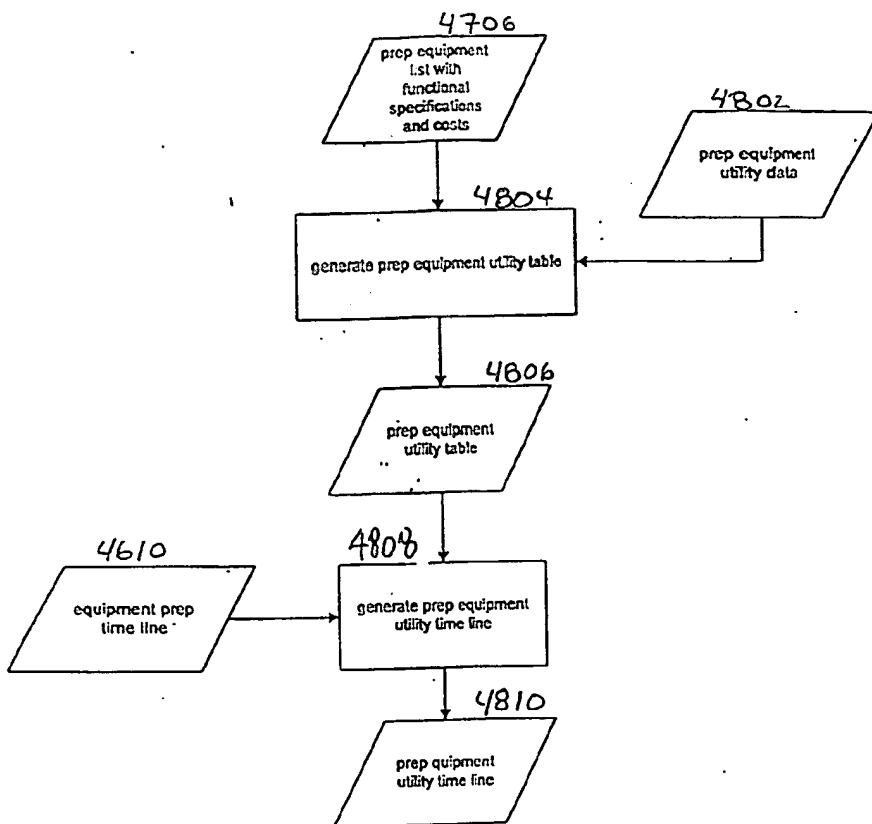 4706
prep equipment
list with
functional
specifications
and costs
4802
prep equipment
utility data
4804
generate prep equipment utility table
4806
prep equipment
utility table
4610
equipment prep
time line
4808
generate prep equipment
utility time line
4810
prep quipment
utility time line